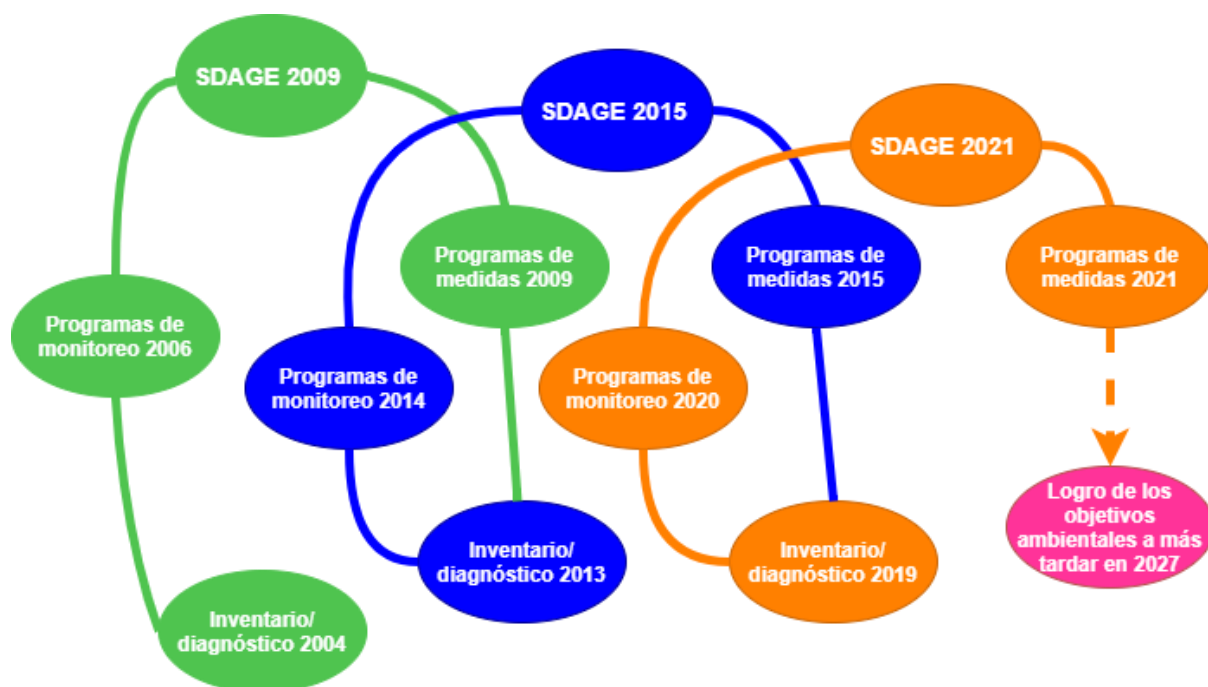 SDAGE 2009
SDAGE 2015
SDAGE 2021
Programas de
medidas 2009
Programas de
medidas 2015
Programas de
medidas 2021
Programas de
monitoreo 2006
Programas de
monitoreo 2014
Programas de
monitoreo 2020
Logro de los
objetivos
ambientales a más
tardar en 2027
Inventario/
diagnóstico 2013
Inventario/
diagnóstico 2019
Inventario/
diagnóstico 2004